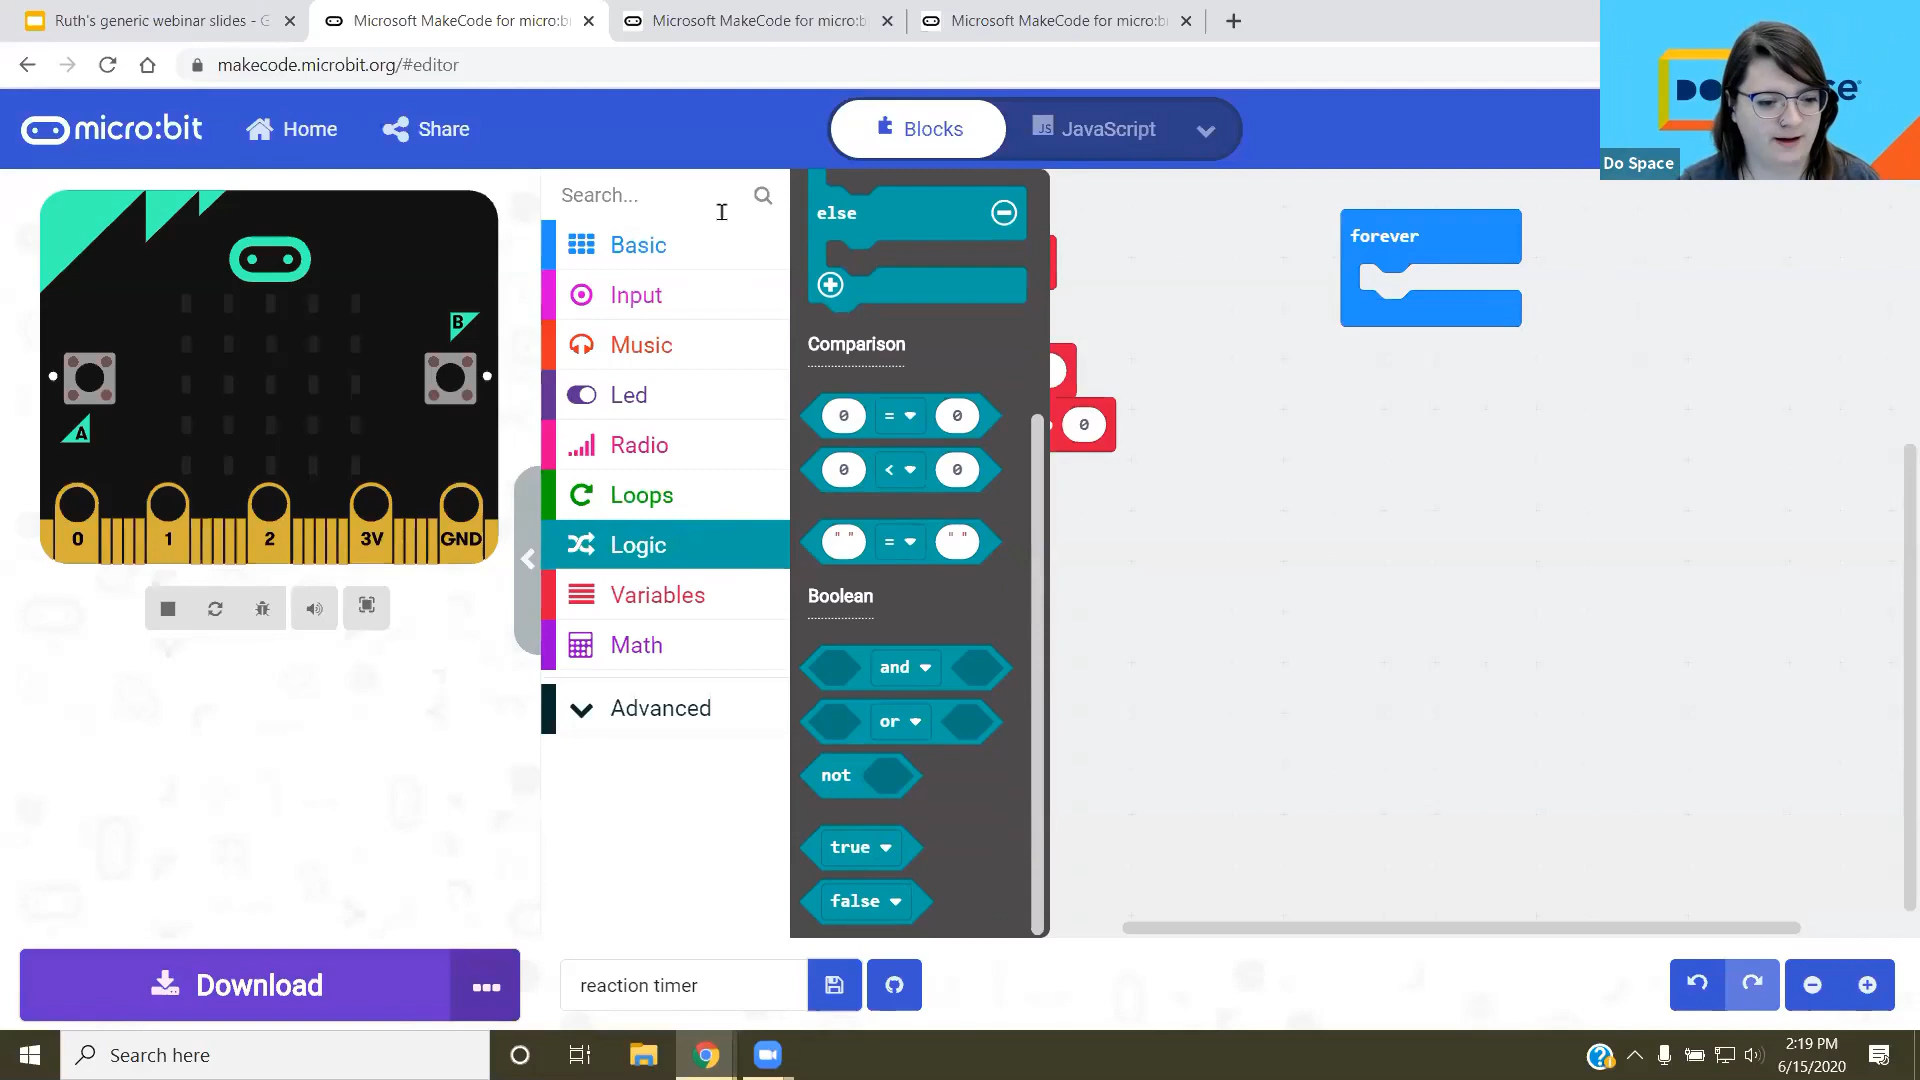 Ruth's generic webinar slides - G
Microsoft MakeCode for micro:b
Microsoft MakeCode for micro:b
Microsoft MakeCode for micro:b
makecode.microbit.org/#editor
micro:bit
Home
Share
Blocks
JS
JavaScript
Do Space
Search...
Basic
Input
Music
Led
Radio
Loops
Logic
Variables
Math
Advanced
else
Comparison
0 = 0
0 < 0
" " = " "
Boolean
and
or
not
true
false
0
forever
B
A
0 1 2 3V GND
Download
reaction timer
Search here
2:19 PM
6/15/2020